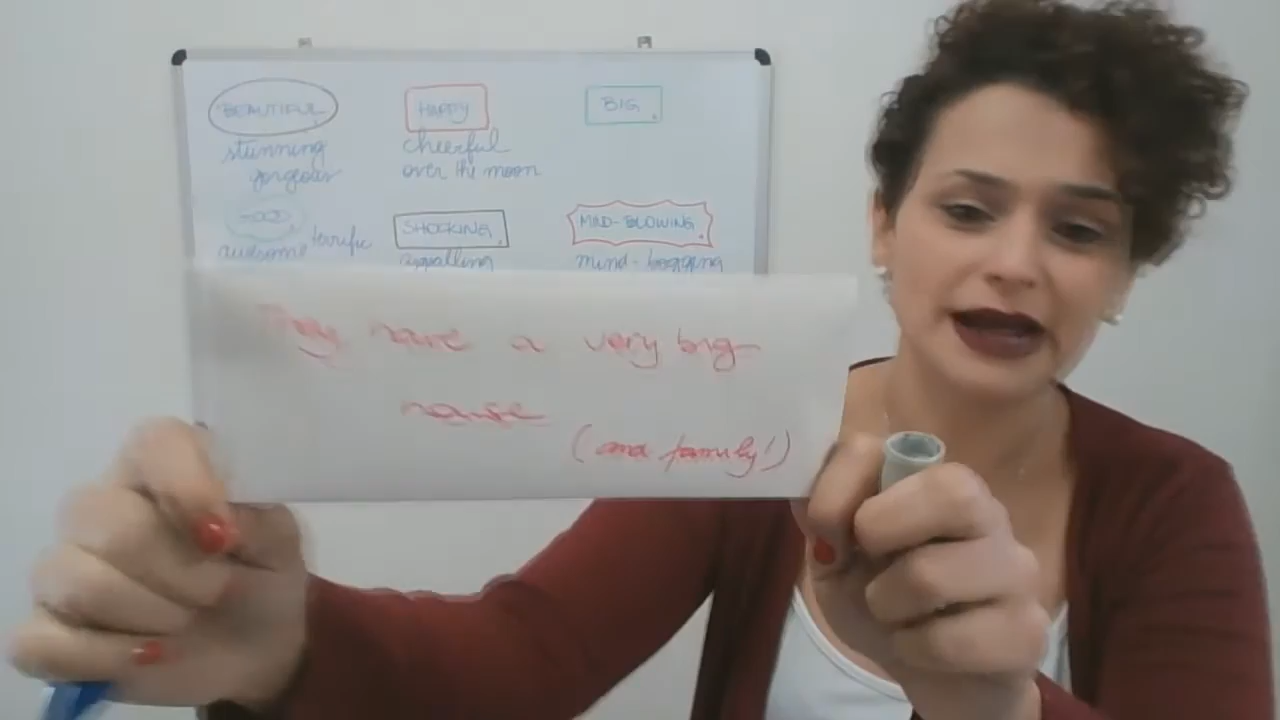 BEAUTIFUL HAPPY BIG
stunning cheerful
gorgeous over the moon
GOOD SHOCKING MIND-BLOWING
awesome terrific appalling mind-bogging
They have a very big
house
(and family!)